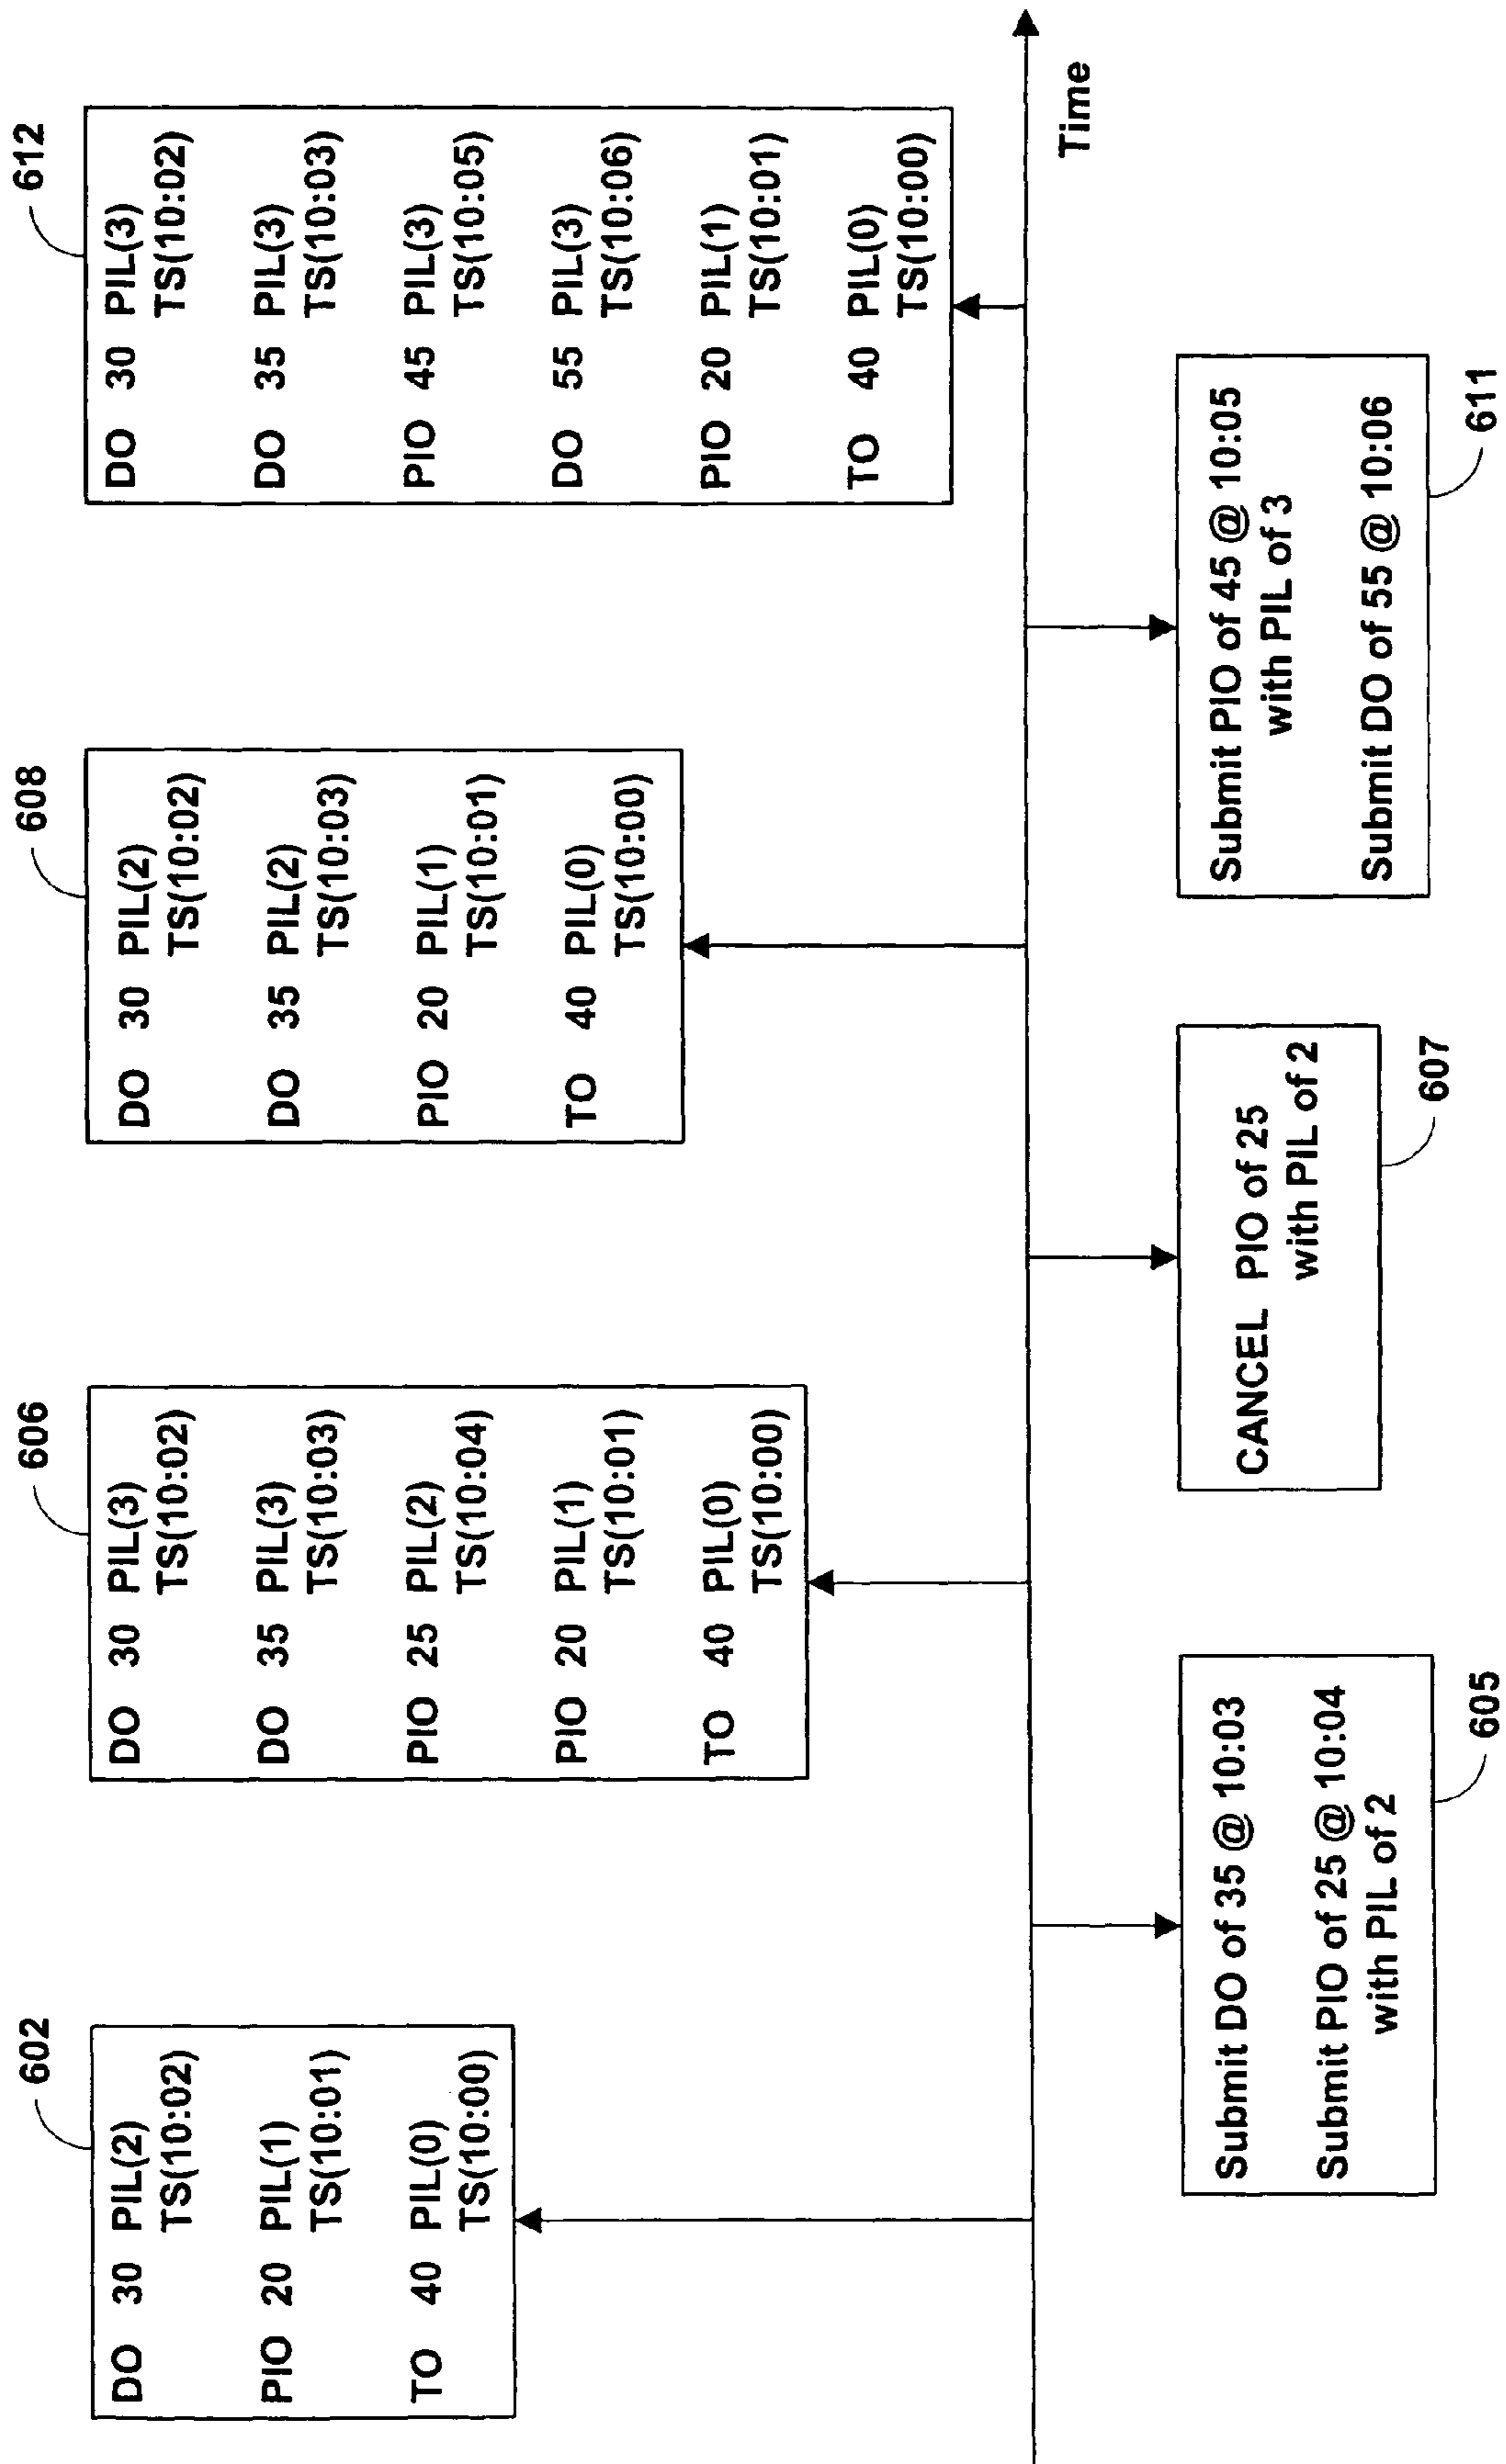 602
DO 30 PIL(2)
TS(10:02)
PIO 20 PIL(1)
TS(10:01)
TO 40 PIL(0)
TS(10:00)
606
DO 30 PIL(3)
TS(10:02)
DO 35 PIL(3)
TS(10:03)
PIO 25 PIL(2)
TS(10:04)
PIO 20 PIL(1)
TS(10:01)
TO 40 PIL(0)
TS(10:00)
608
DO 30 PIL(2)
TS(10:02)
DO 35 PIL(2)
TS(10:03)
PIO 20 PIL(1)
TS(10:01)
TO 40 PIL(0)
TS(10:00)
612
DO 30 PIL(3)
TS(10:02)
DO 35 PIL(3)
TS(10:03)
PIO 45 PIL(3)
TS(10:05)
DO 55 PIL(3)
TS(10:06)
PIO 20 PIL(1)
TS(10:01)
TO 40 PIL(0)
TS(10:00)
Time
Submit DO of 35 @ 10:03
Submit PIO of 25 @ 10:04
with PIL of 2
605
CANCEL PIO of 25
with PIL of 2
607
Submit PIO of 45 @ 10:05
with PIL of 3
Submit DO of 55 @ 10:06
611